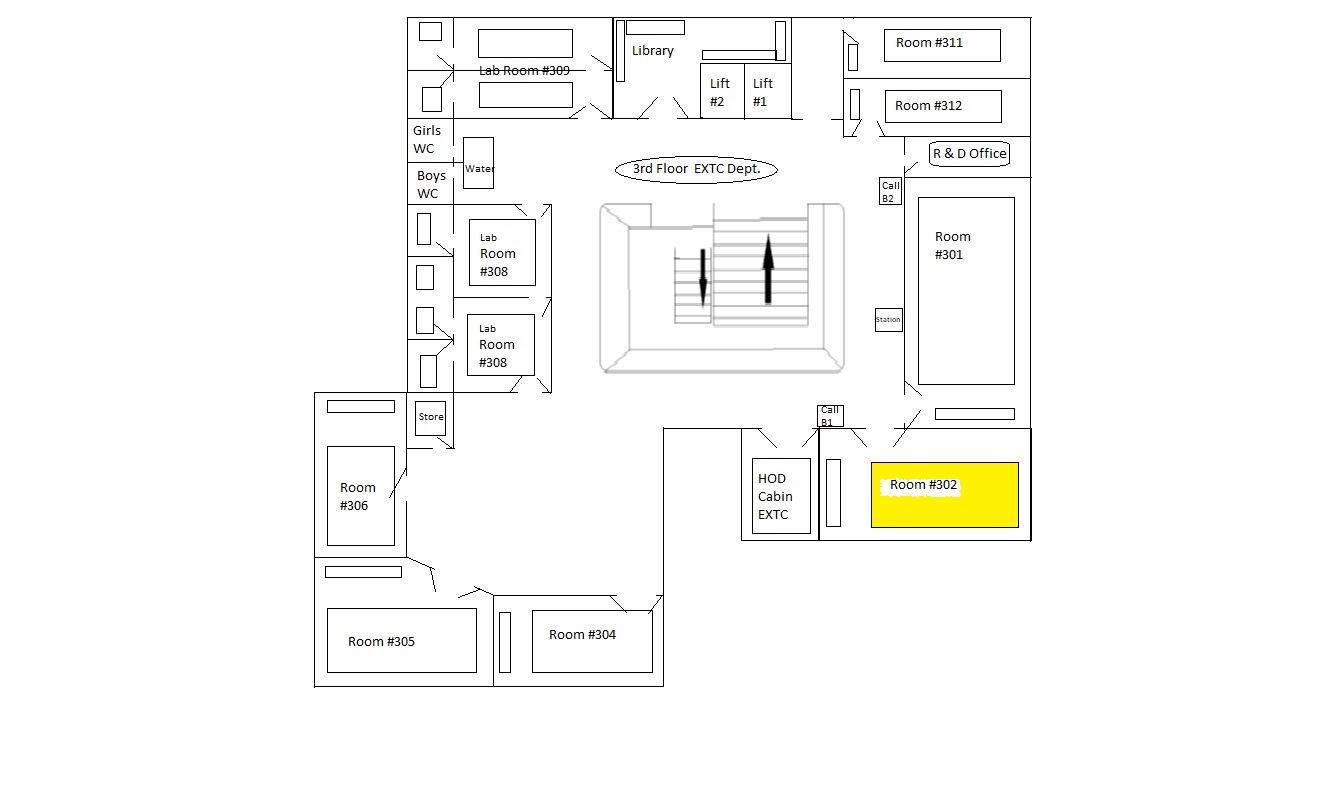 Library
Room #311
Lab Room #309
Lift
#2
Lift
#1
Room #312
Girls
WC
R & D Office
Water
3rd Floor EXTC Dept.
Boys
WC
Call
B2
Lab
Room
#308
Room
#301
Station
Lab
Room
#308
Store
Call
B1
HOD
Cabin
EXTC
Room #302
Room
#306
Room #305
Room #304